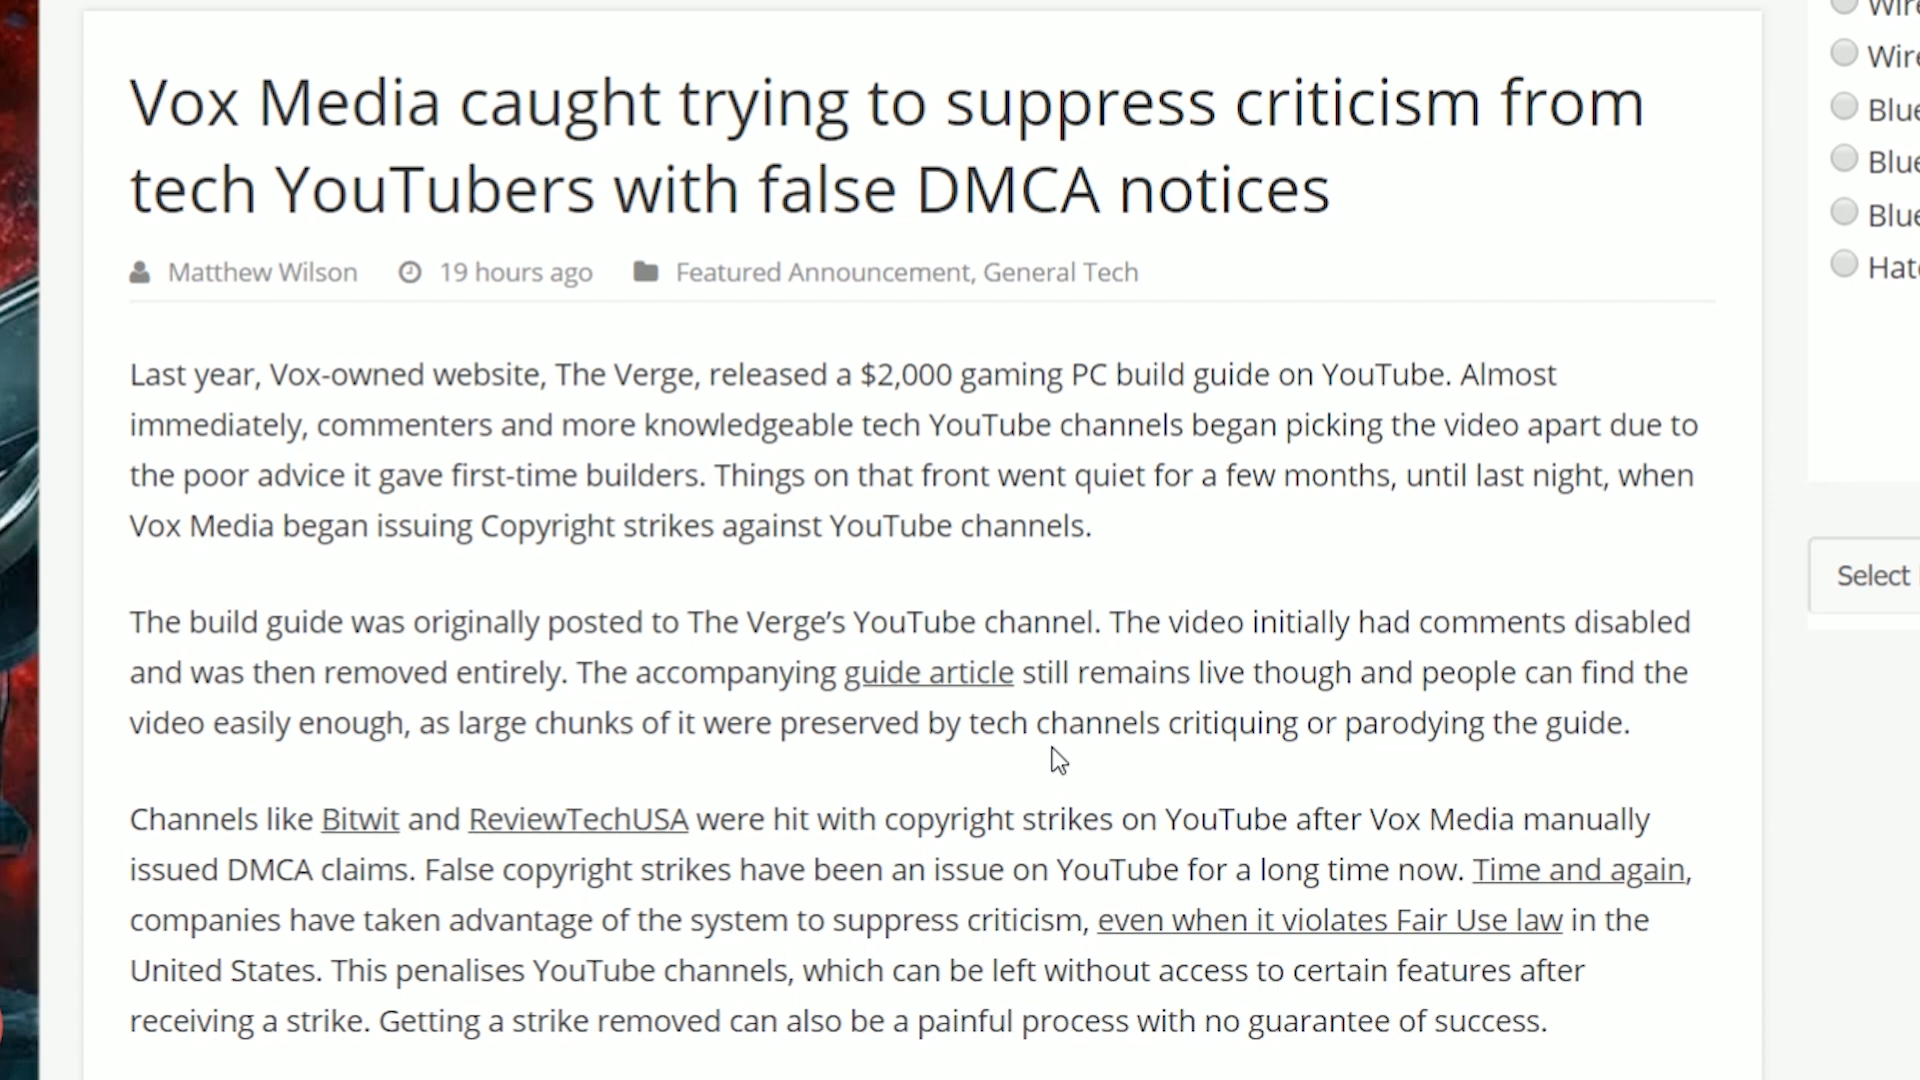 Vox Media caught trying to suppress criticism from
tech YouTubers with false DMCA notices
Matthew Wilson 19 hours ago Featured Announcement, General Tech
Last year, Vox-owned website, The Verge, released a $2,000 gaming PC build guide on YouTube. Almost
immediately, commenters and more knowledgeable tech YouTube channels began picking the video apart due to
the poor advice it gave first-time builders. Things on that front went quiet for a few months, until last night, when
Vox Media began issuing Copyright strikes against YouTube channels.
The build guide was originally posted to The Verge’s YouTube channel. The video initially had comments disabled
and was then removed entirely. The accompanying guide article still remains live though and people can find the
video easily enough, as large chunks of it were preserved by tech channels critiquing or parodying the guide.
Channels like Bitwit and ReviewTechUSA were hit with copyright strikes on YouTube after Vox Media manually
issued DMCA claims. False copyright strikes have been an issue on YouTube for a long time now. Time and again,
companies have taken advantage of the system to suppress criticism, even when it violates Fair Use law in the
United States. This penalises YouTube channels, which can be left without access to certain features after
receiving a strike. Getting a strike removed can also be a painful process with no guarantee of success.
Select